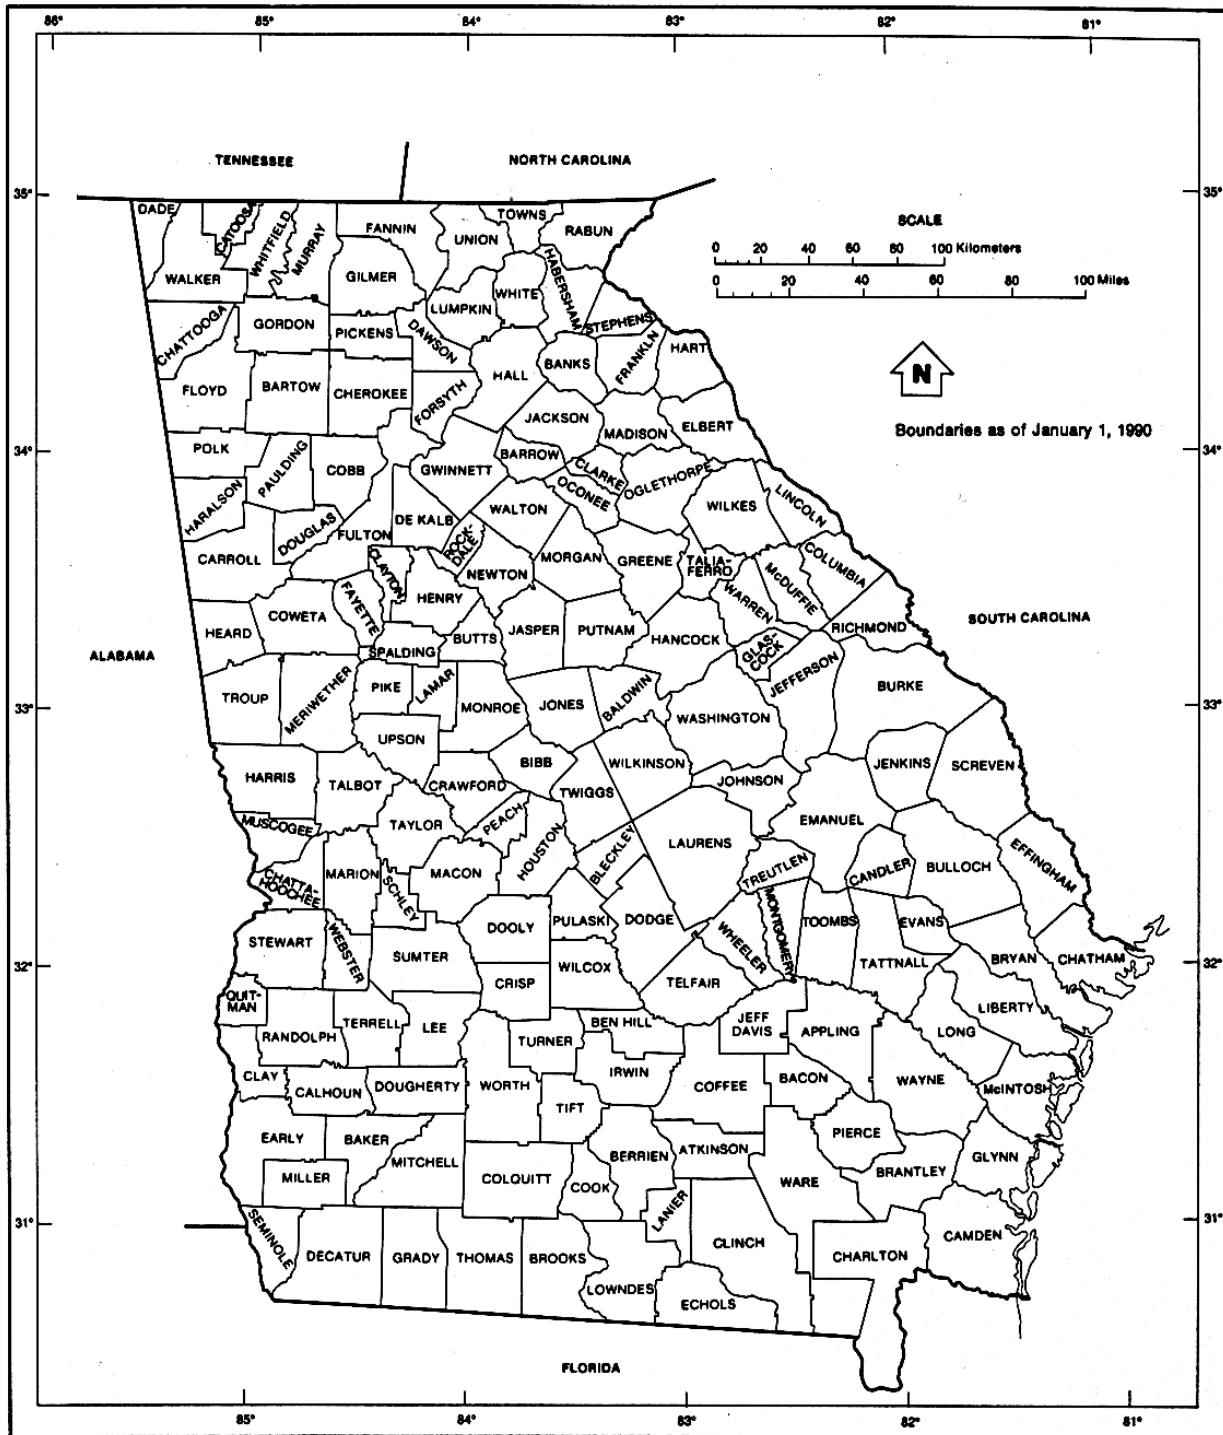 86°
85°
84°
83°
82°
81°
TENNESSEE
NORTH CAROLINA
35°
35°
SCALE
0 20 40 60 80 100 Kilometers
0 20 40 60 80 100 Miles
N
Boundaries as of January 1, 1990
DADE
CATOOSA
WHITFIELD
MURRAY
FANNIN
UNION
TOWNS
RABUN
WALKER
GILMER
LUMPKIN
WHITE
HABERSHAM
STEPHENS
CHATTOOGA
GORDON
PICKENS
DAWSON
HALL
BANKS
FRANKLN
HART
FLOYD
BARTOW
CHEROKEE
FORSYTH
JACKSON
MADISON
ELBERT
34°
34°
POLK
PAULDING
COBB
GWINNETT
BARROW
CLARKE
OCONEE
OGLETHORPE
WILKES
LINCOLN
HARALSON
DOUGLAS
FULTON
DE KALB
ROCK-
DALE
WALTON
MORGAN
GREENE
TALIA-
FERRO
McDUFFIE
COLUMBIA
CARROLL
CLAYTON
NEWTON
WARREN
FAYETTE
HENRY
COWETA
HEARD
SPALDING
BUTTS
JASPER
PUTNAM
HANCOCK
GLAS-
COCK
RICHMOND
SOUTH CAROLINA
ALABAMA
JEFFERSON
BURKE
TROUP
MERIWETHER
PIKE
LAMAR
MONROE
JONES
BALDWIN
WASHINGTON
33°
33°
UPSON
HARRIS
TALBOT
CRAWFORD
BIBB
TWIGGS
WILKINSON
JOHNSON
JENKINS
SCREVEN
MUSCOGEE
TAYLOR
PEACH
HOUSTON
BLECKLEY
LAURENS
EMANUEL
CHATTA-
HOOCHEE
MARION
SCHLEY
MACON
TREUTLEN
CANDLER
BULLOCH
EFFINGHAM
STEWART
WEBSTER
SUMTER
DOOLY
PULASKI
DODGE
WHEELER
MONTGOMERY
TOOMBS
EVANS
TATTNALL
BRYAN
CHATHAM
32°
32°
QUIT-
MAN
CRISP
WILCOX
TELFAIR
LIBERTY
RANDOLPH
TERRELL
LEE
TURNER
BEN HILL
JEFF
DAVIS
APPLING
LONG
CLAY
CALHOUN
DOUGHERTY
WORTH
TIFT
IRWIN
COFFEE
BACON
WAYNE
McINTOSH
EARLY
BAKER
MITCHELL
COLQUITT
COOK
BERRIEN
ATKINSON
PIERCE
WARE
BRANTLEY
GLYNN
MILLER
31°
31°
SEMINOLE
DECATUR
GRADY
THOMAS
BROOKS
LANIER
LOWNDES
CLINCH
ECHOLS
CHARLTON
CAMDEN
FLORIDA
85°
84°
83°
82°
81°